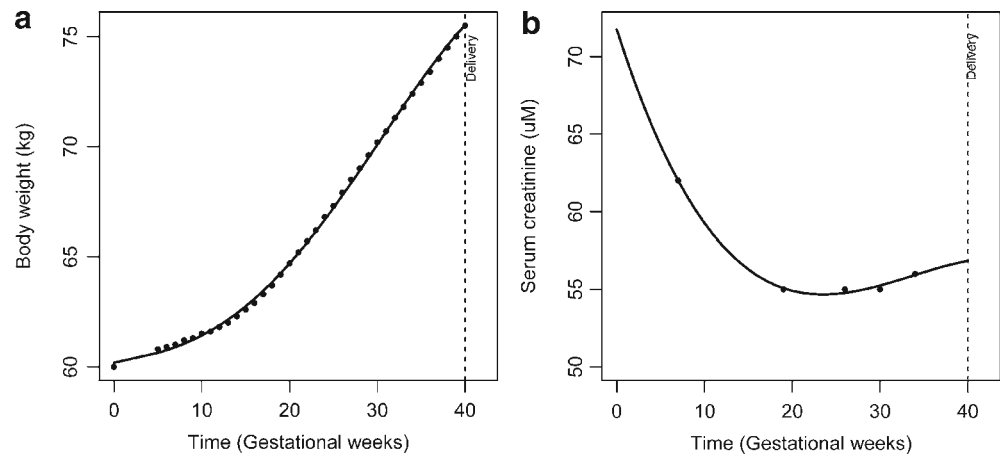 a
75
70
65
60
Body weight (kg)
Delivery
0 10 20 30 40
Time (Gestational weeks)
b
70
65
60
55
50
Serum creatinine (uM)
Delivery
0 10 20 30 40
Time (Gestational weeks)